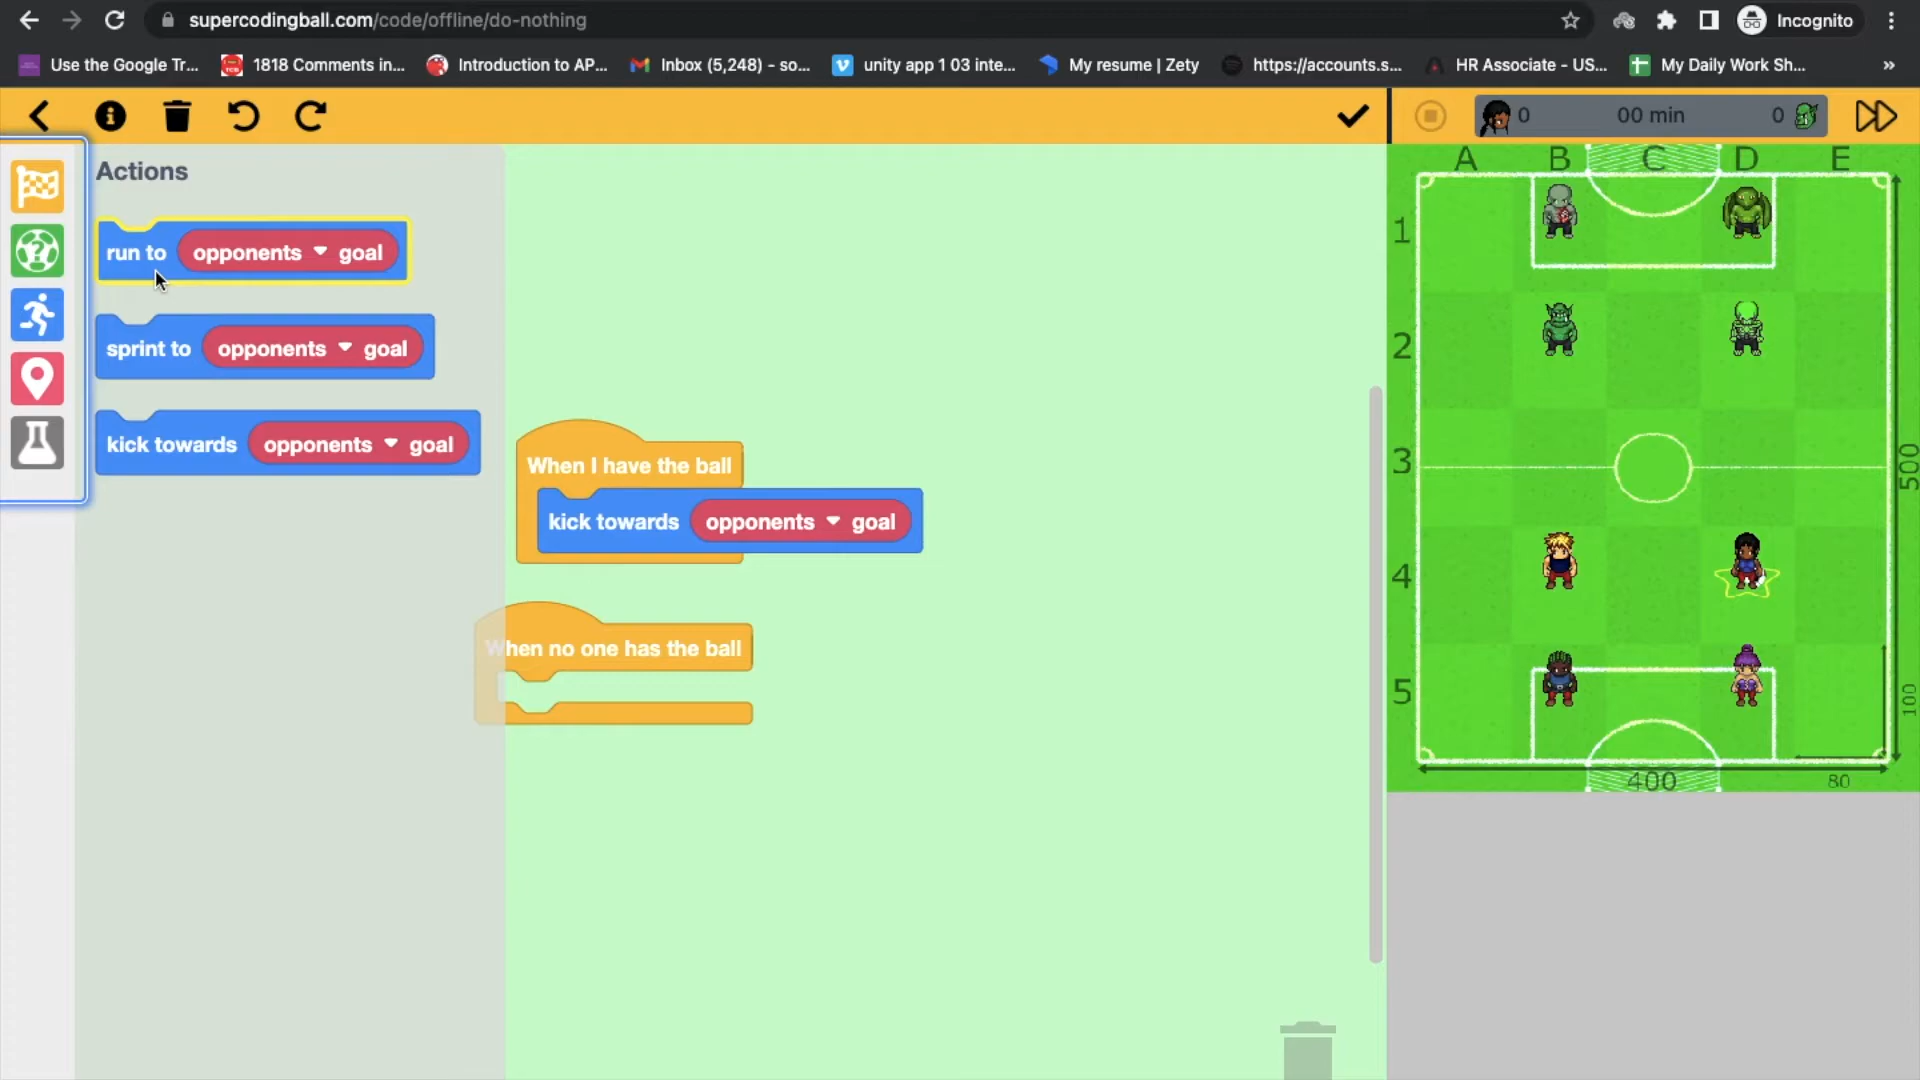 supercodingball.com/code/offline/do-nothing
Incognito
Use the Google Tr...
1818 Comments in...
Introduction to AP...
Inbox (5,248) - so...
unity app 1 03 inte...
My resume | Zety
https://accounts.s...
HR Associate - US...
My Daily Work Sh...
»
0 00 min 0
Actions
run to opponents goal
sprint to opponents goal
kick towards opponents goal
When I have the ball
kick towards opponents goal
When no one has the ball
A B C D E
1
2
3
4
5
500
100
400
80